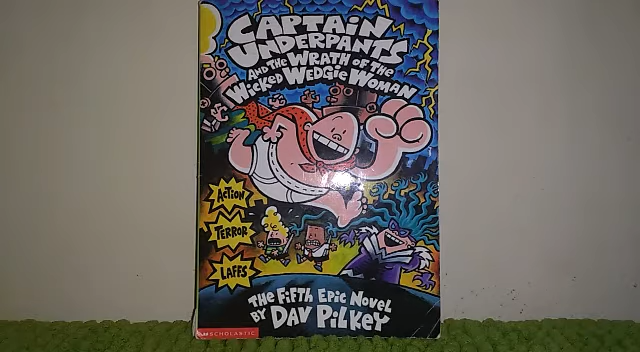 CAPTAIN
UNDERPANTS
AND THE WRATH OF THE
WICKED WEDGIE WOMAN
ACTION
TERROR
LAFFS
THE FIFTH EPIC NOVEL
BY DAV PILKEY
SCHOLASTIC